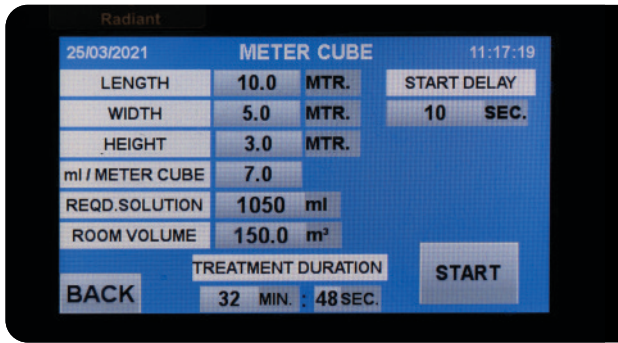 Radiant
25/03/2021 METER CUBE 11:17:19
LENGTH 10.0 MTR. START DELAY
WIDTH 5.0 MTR. 10 SEC.
HEIGHT 3.0 MTR.
ml / METER CUBE 7.0
REQD.SOLUTION 1050 ml
ROOM VOLUME 150.0 m³
TREATMENT DURATION START
BACK 32 MIN. : 48 SEC.